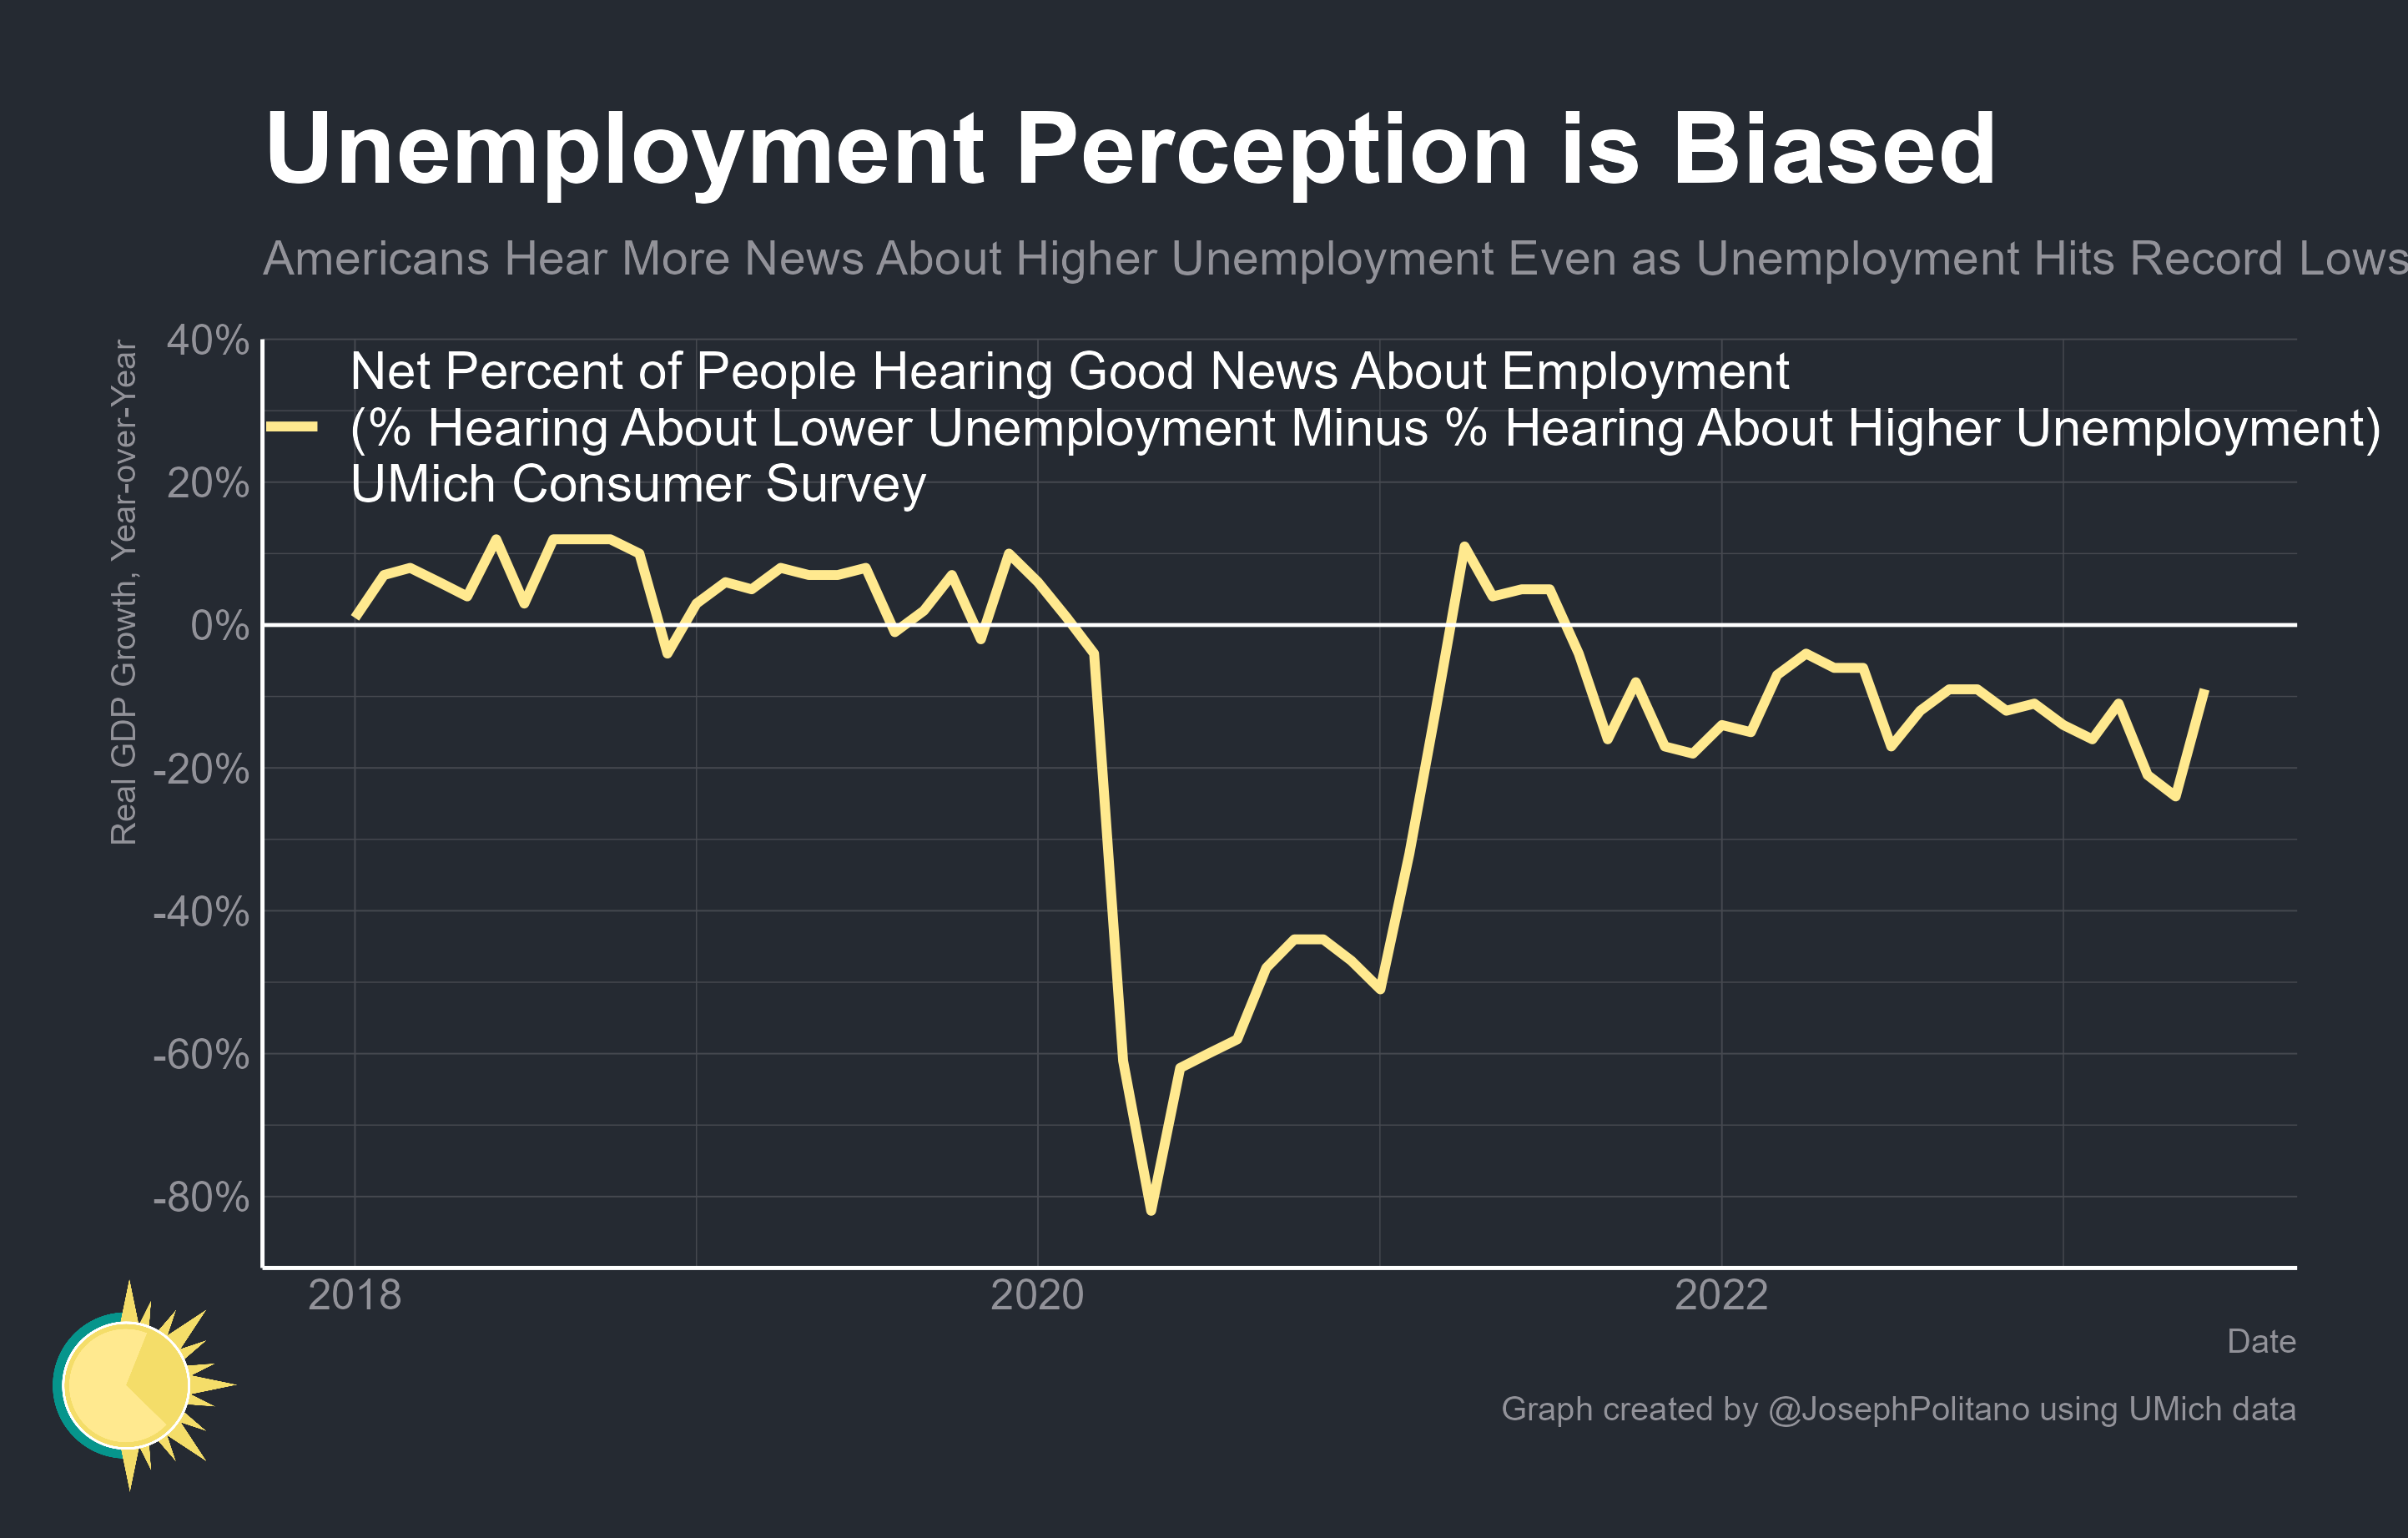 Unemployment Perception is Biased
Americans Hear More News About Higher Unemployment Even as Unemployment Hits Record Lows
Real GDP Growth, Year-over-Year
40%
20%
0%
-20%
-40%
-60%
-80%
Net Percent of People Hearing Good News About Employment
(% Hearing About Lower Unemployment Minus % Hearing About Higher Unemployment)
UMich Consumer Survey
2018
2020
2022
Date
Graph created by @JosephPolitano using UMich data